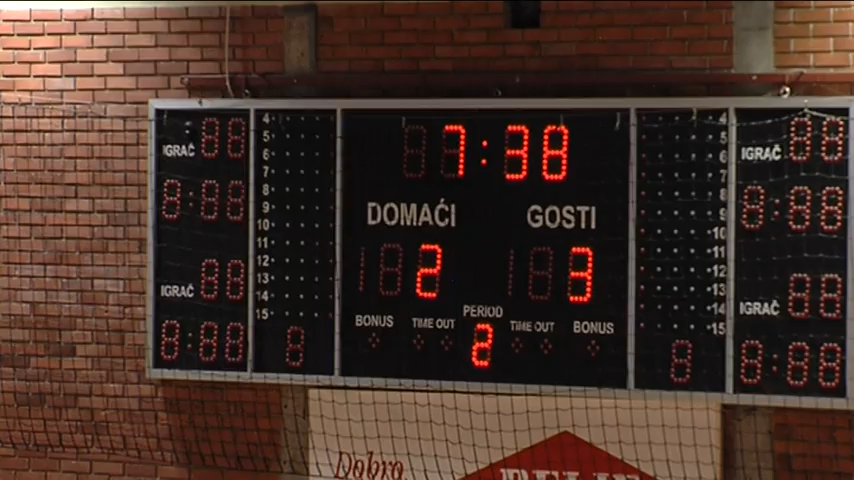 7:38
IGRAČ
IGRAČ
DOMAĆI GOSTI
2 3
IGRAČ
IGRAČ
BONUS TIME OUT PERIOD TIME OUT BONUS
2
4 4
5 5
6 6
7 7
8 8
9 9
10 10
11 11
12 12
13 13
14 14
15 15
Dobro